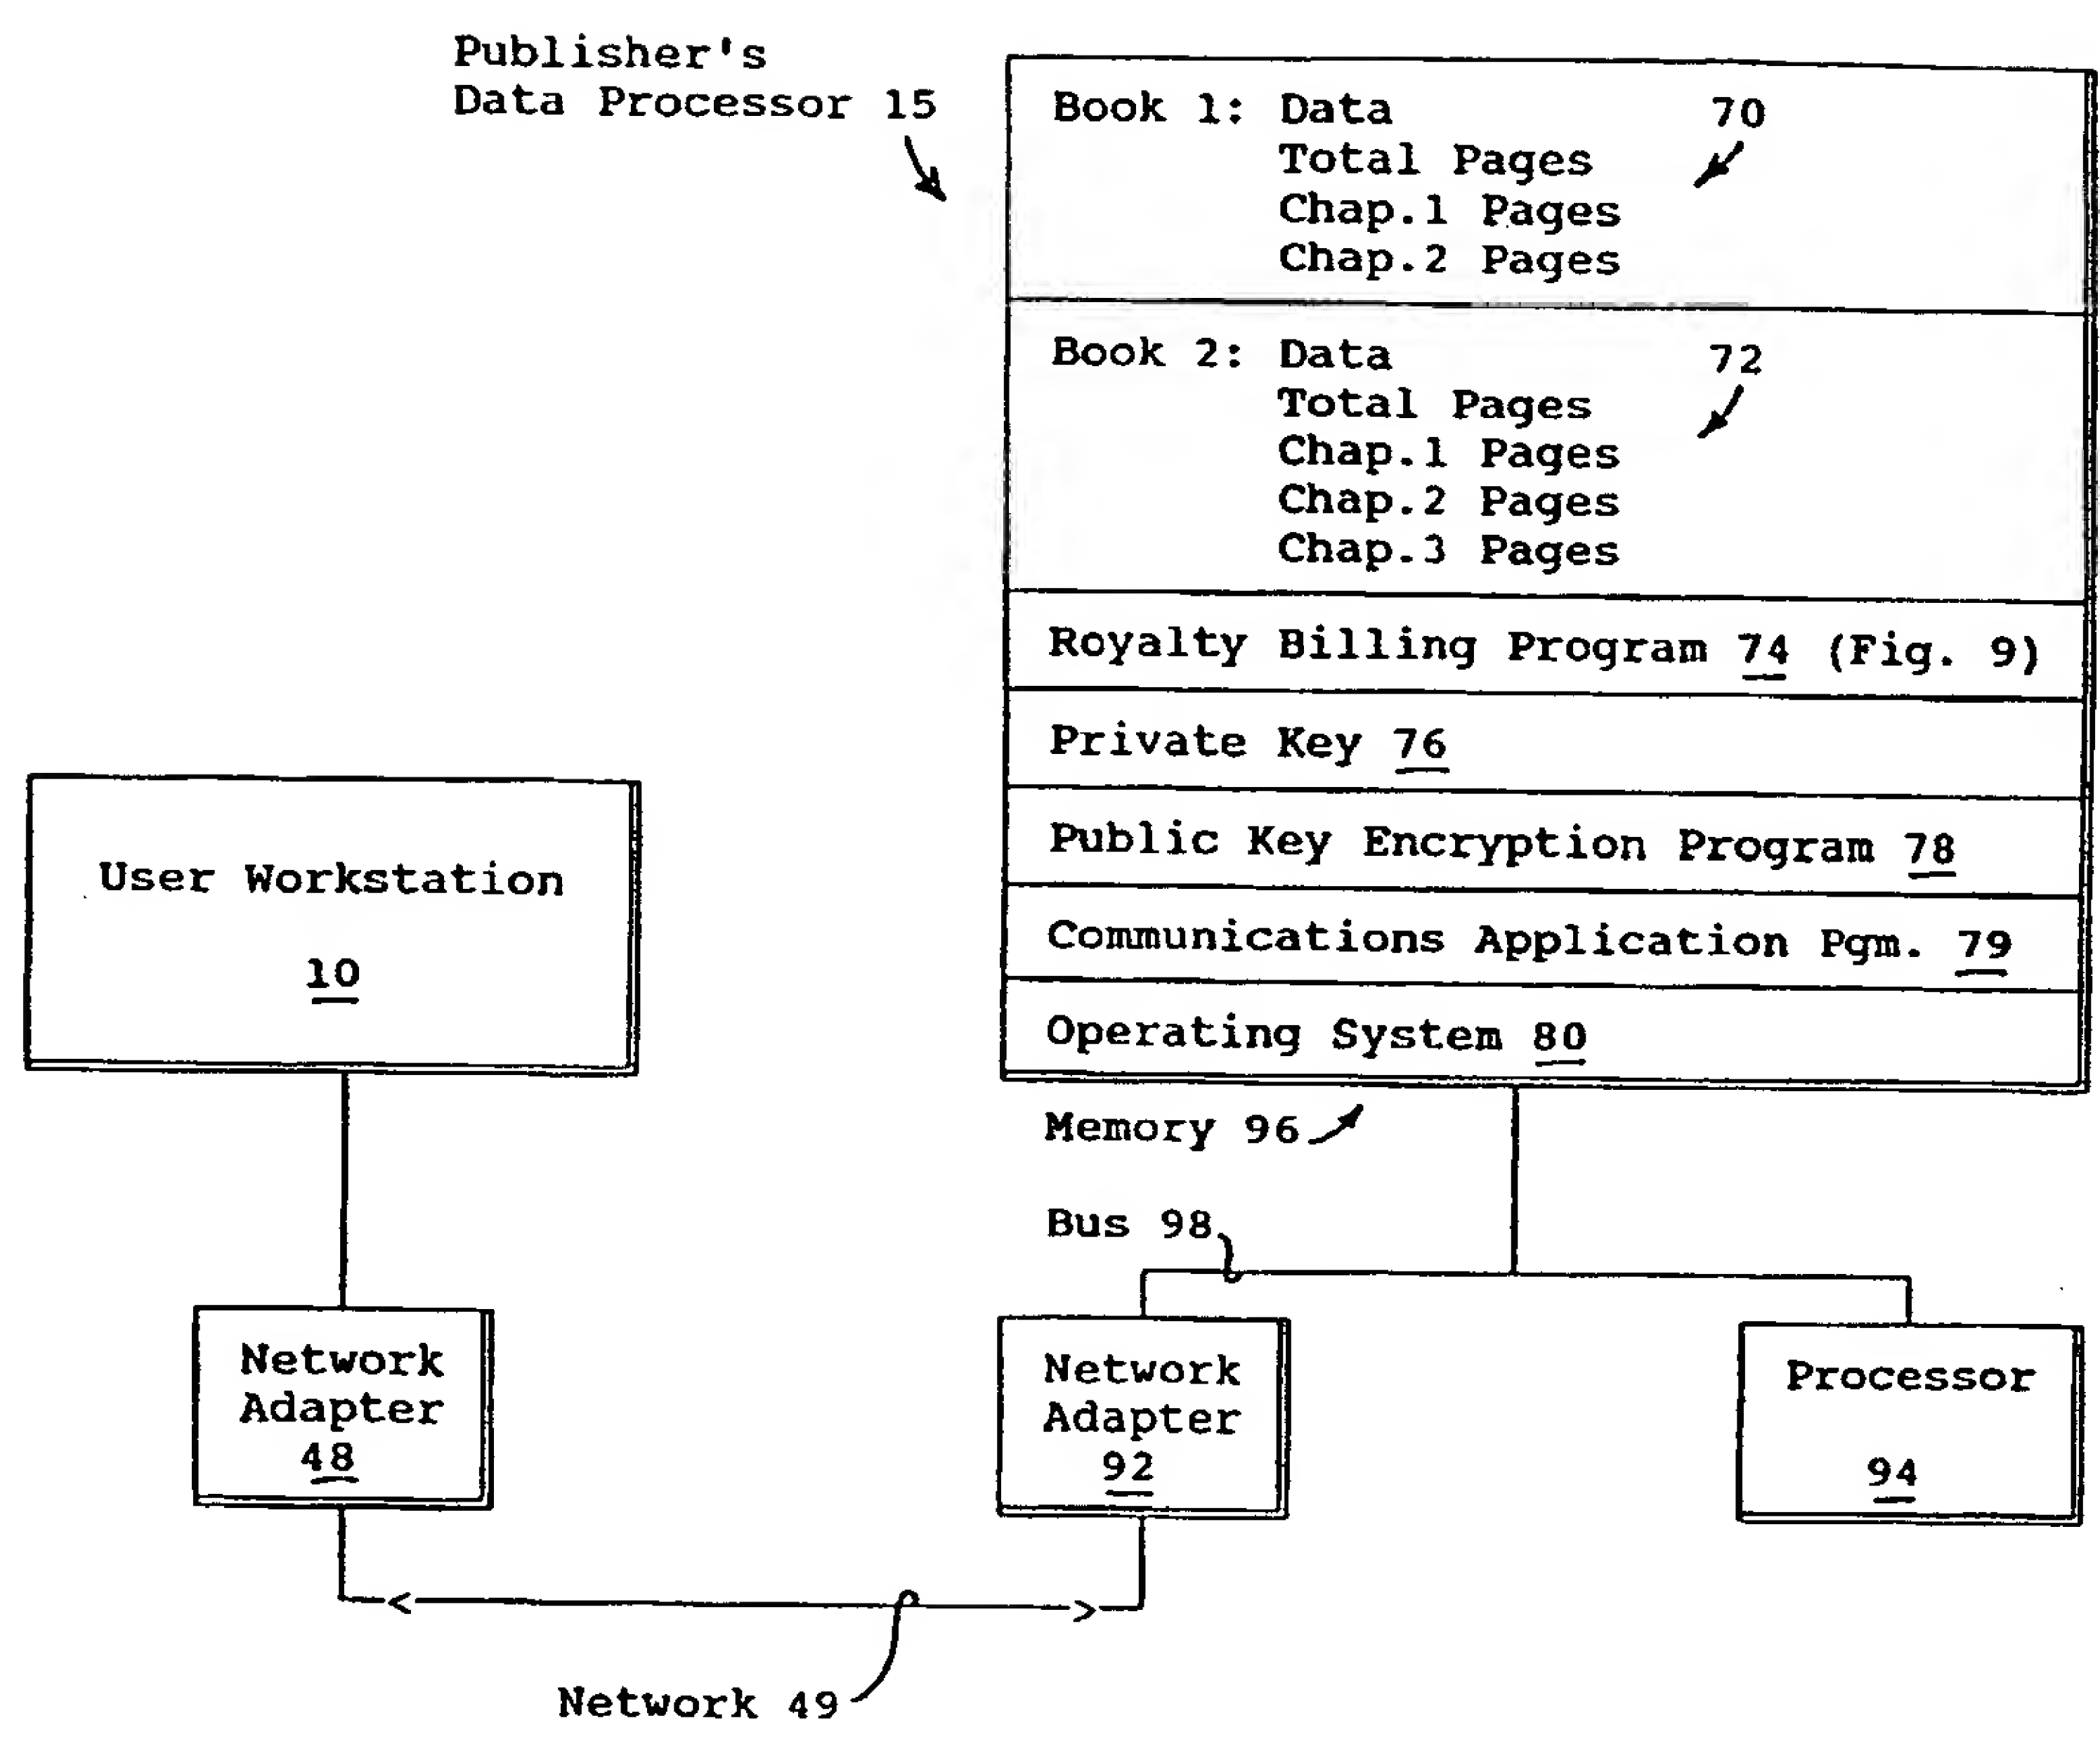 Publisher's
Data Processor 15
Book 1: Data 70
Total Pages
Chap.1 Pages
Chap.2 Pages
Book 2: Data 72
Total Pages
Chap.1 Pages
Chap.2 Pages
Chap.3 Pages
Royalty Billing Program 74 (Fig. 9)
Private Key 76
Public Key Encryption Program 78
Communications Application Pgm. 79
Operating System 80
Memory 96
User Workstation
10
Bus 98
Network
Adapter
48
Network
Adapter
92
Processor
94
Network 49